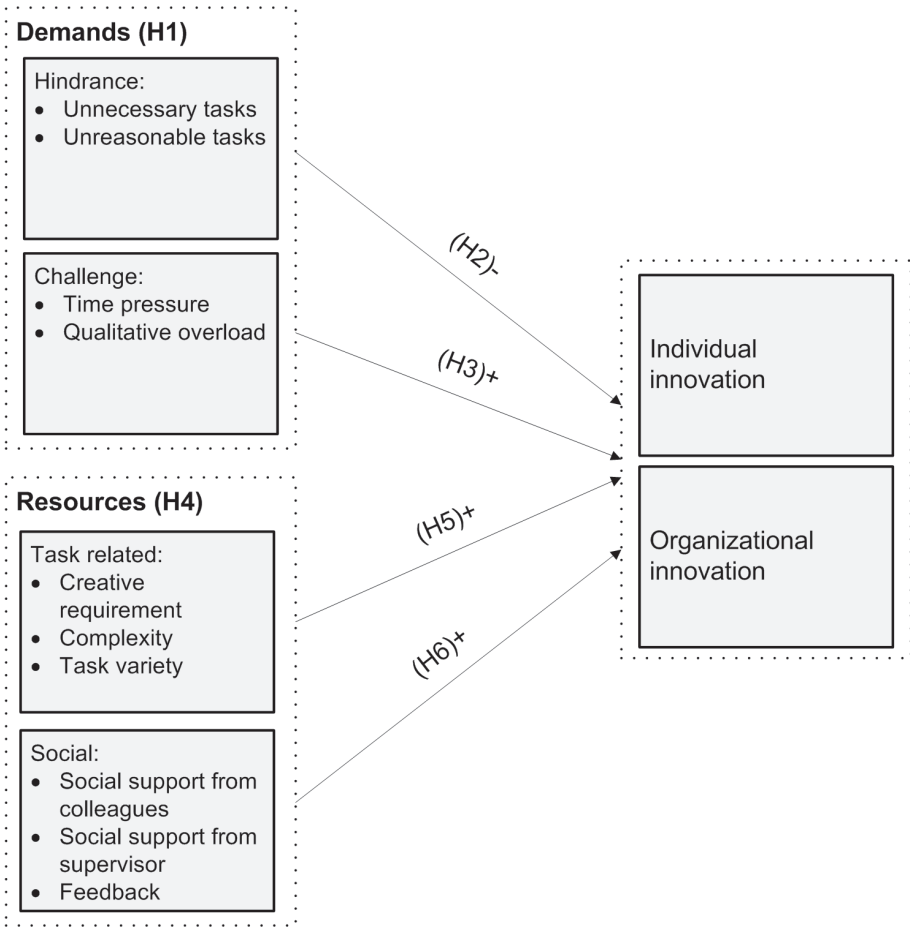 Demands (H1)
Hindrance:
• Unnecessary tasks
• Unreasonable tasks
Challenge:
• Time pressure
• Qualitative overload
(H2)-
(H3)+
Resources (H4)
Task related:
• Creative
requirement
• Complexity
• Task variety
Social:
• Social support from
colleagues
• Social support from
supervisor
• Feedback
(H5)+
(H6)+
Individual
innovation
Organizational
innovation